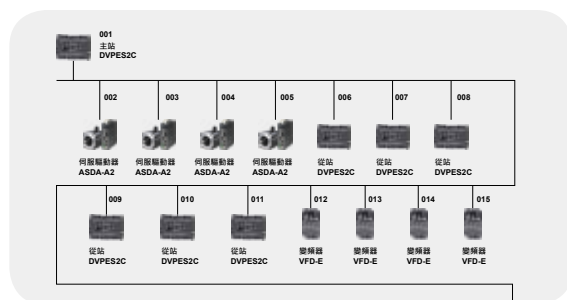 001
主站
DVPES2C
002 003 004 005 006 007 008
伺服驅動器 伺服驅動器 伺服驅動器 伺服驅動器 從站 從站 從站
ASDA-A2 ASDA-A2 ASDA-A2 ASDA-A2 DVPES2C DVPES2C DVPES2C
009 010 011 012 013 014 015
從站 從站 從站 變頻器 變頻器 變頻器 變頻器
DVPES2C DVPES2C DVPES2C VFD-E VFD-E VFD-E VFD-E